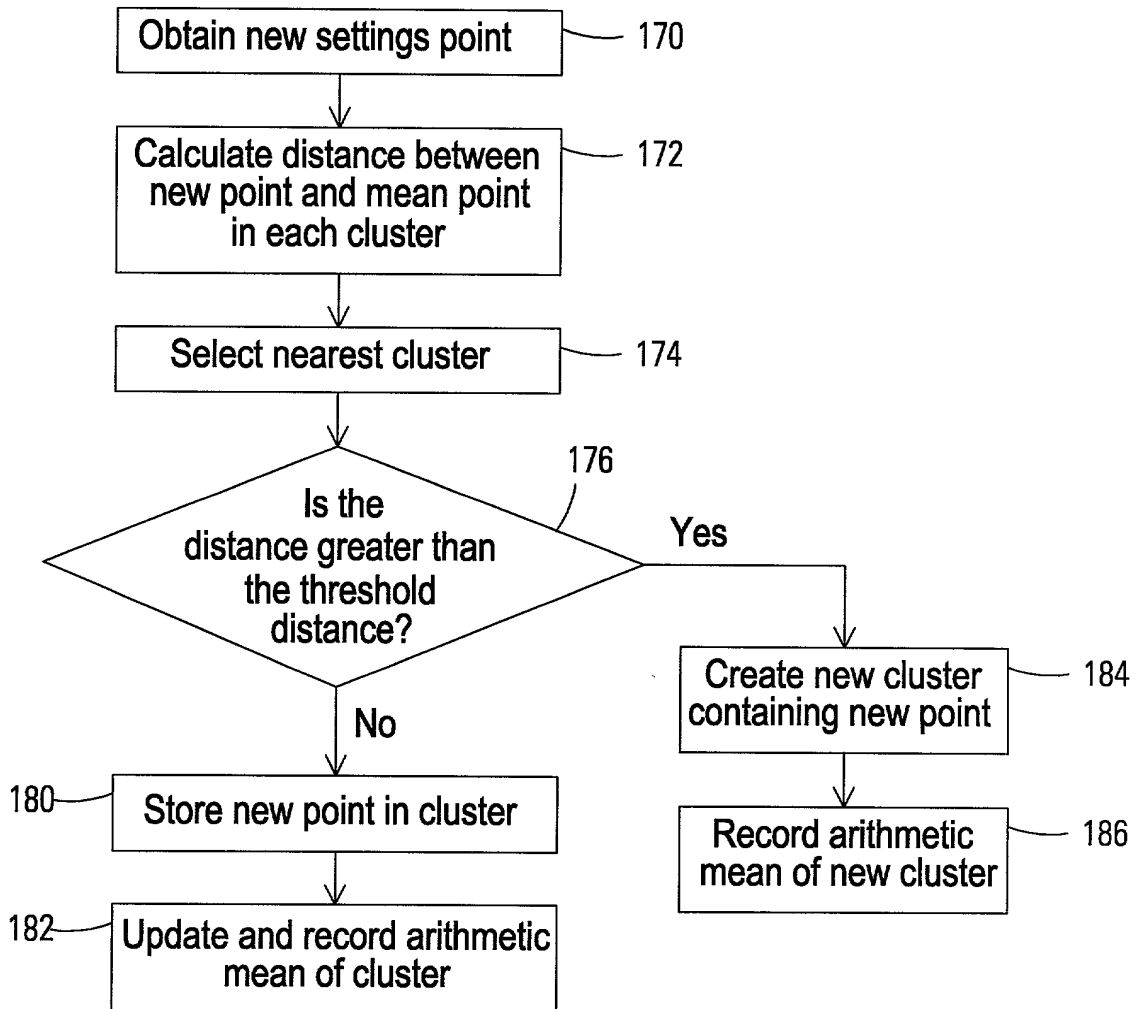 Obtain new settings point
170
Calculate distance between
new point and mean point
in each cluster
172
Select nearest cluster
174
176
Is the
distance greater than
the threshold
distance?
Yes
No
Create new cluster
containing new point
184
180
Store new point in cluster
Record arithmetic
mean of new cluster
186
182
Update and record arithmetic
mean of cluster